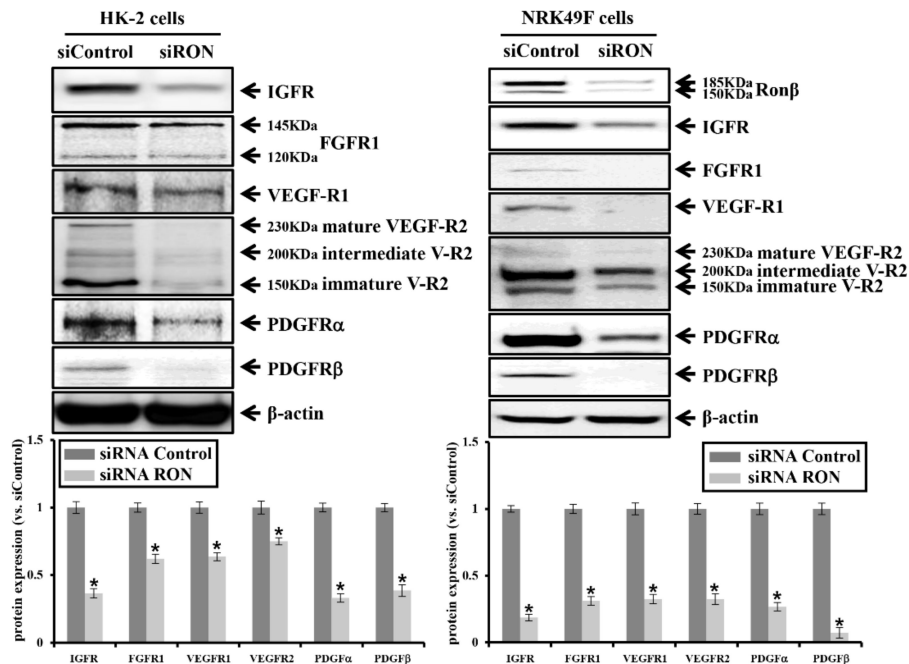 HK-2 cells
siControl siRON
IGFR
145KDa
FGFR1
120KDa
VEGF-R1
230KDa mature VEGF-R2
200KDa intermediate V-R2
150KDa immature V-R2
PDGFRα
PDGFRβ
β-actin
NRK49F cells
siControl siRON
185KDa
150KDa Ronβ
IGFR
FGFR1
VEGF-R1
230KDa mature VEGF-R2
200KDa intermediate V-R2
150KDa immature V-R2
PDGFRα
PDGFRβ
β-actin
protein expression (vs. siControl)
1.5
1
0.5
0
siRNA Control
siRNA RON
* * * * * *
IGFR FGFR1 VEGFR1 VEGFR2 PDGFα PDGFβ
protein expression (vs. siControl)
1.5
1
0.5
0
siRNA Control
siRNA RON
* * * * * *
IGFR FGFR1 VEGFR1 VEGFR2 PDGFα PDGFβ